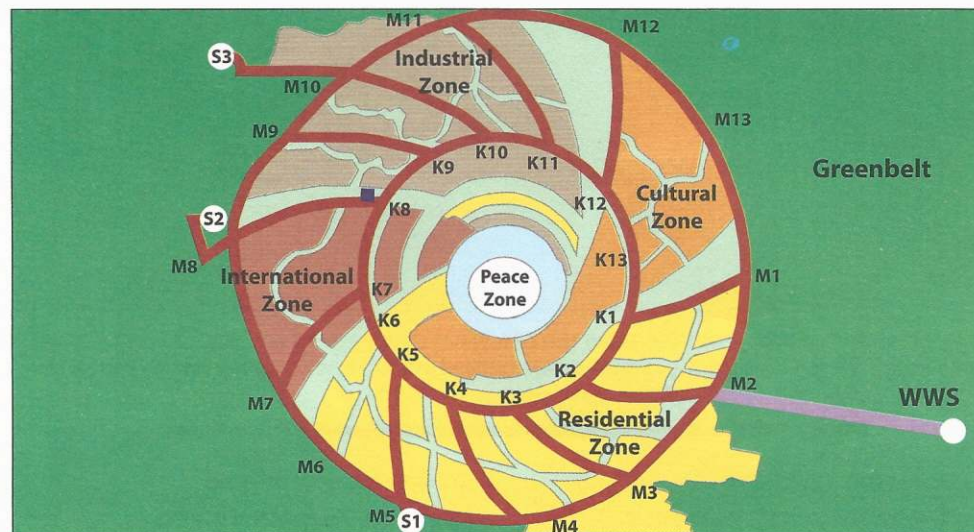 M11
M12
S3
Industrial
Zone
M10
M13
M9
K10
K11
K9
Greenbelt
Cultural
Zone
K12
K8
S2
M8
K13
International
Zone
Peace
Zone
M1
K7
K6
K1
K5
K2
K4
K3
M2
WWS
M7
Residential
Zone
M6
M3
M5
S1
M4